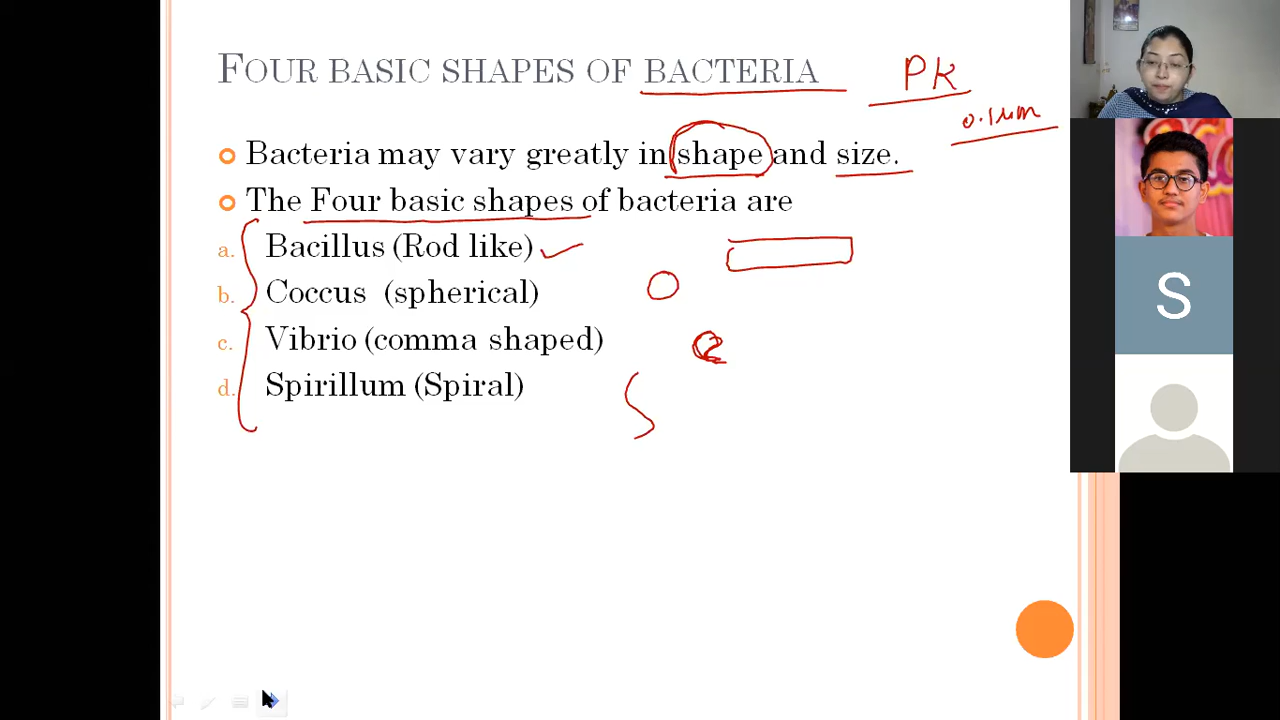 FOUR BASIC SHAPES OF BACTERIA
PK
0.1μm
Bacteria may vary greatly in shape and size.
The Four basic shapes of bacteria are
a. Bacillus (Rod like)
b. Coccus (spherical)
c. Vibrio (comma shaped)
d. Spirillum (Spiral)
S